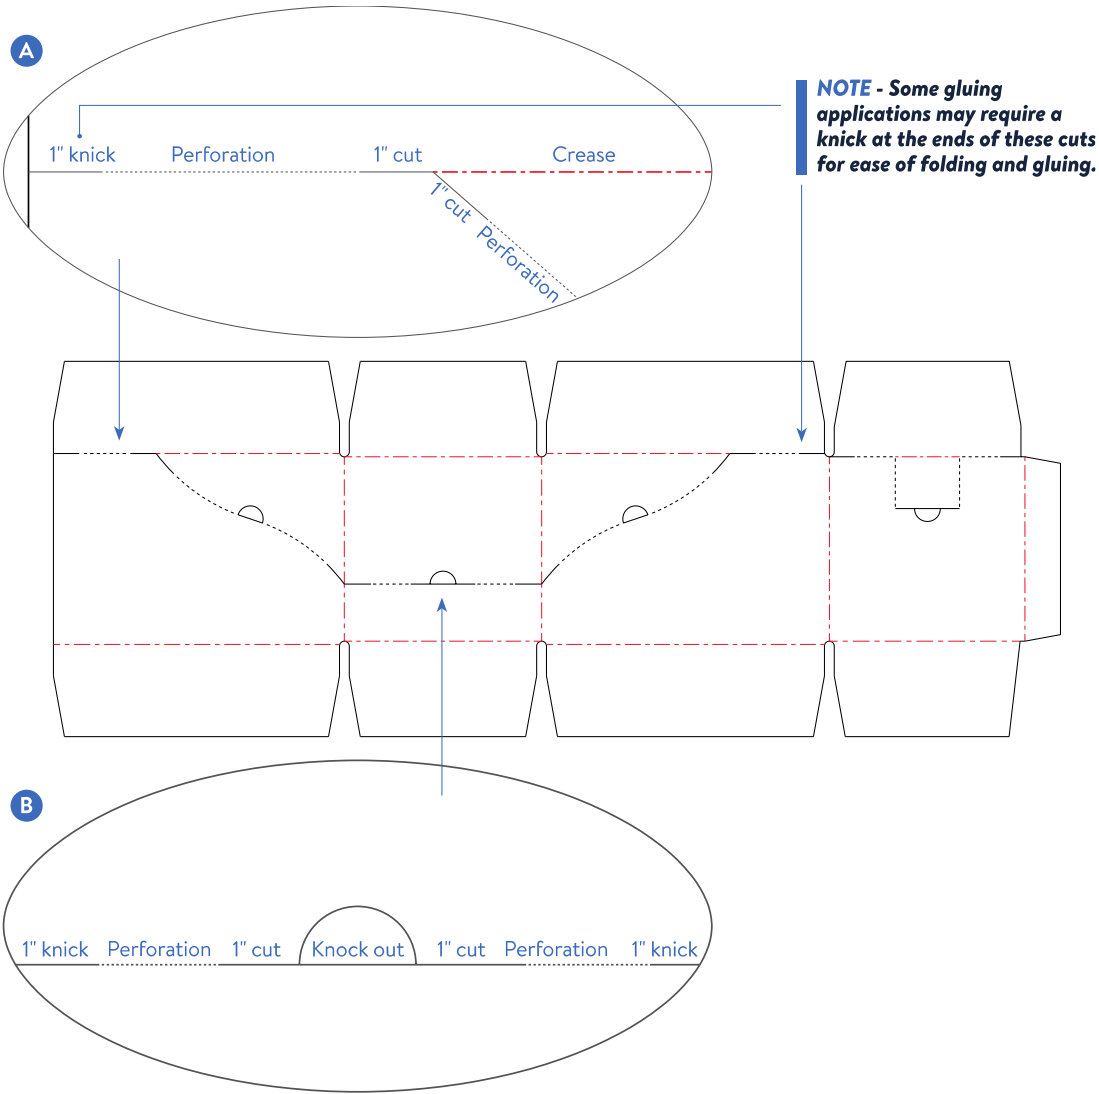 A
NOTE - Some gluing
applications may require a
knick at the ends of these cuts
for ease of folding and gluing.
1" knick Perforation 1" cut Crease
1" cut Perforation
B
1" knick Perforation 1" cut Knock out 1" cut Perforation 1" knick